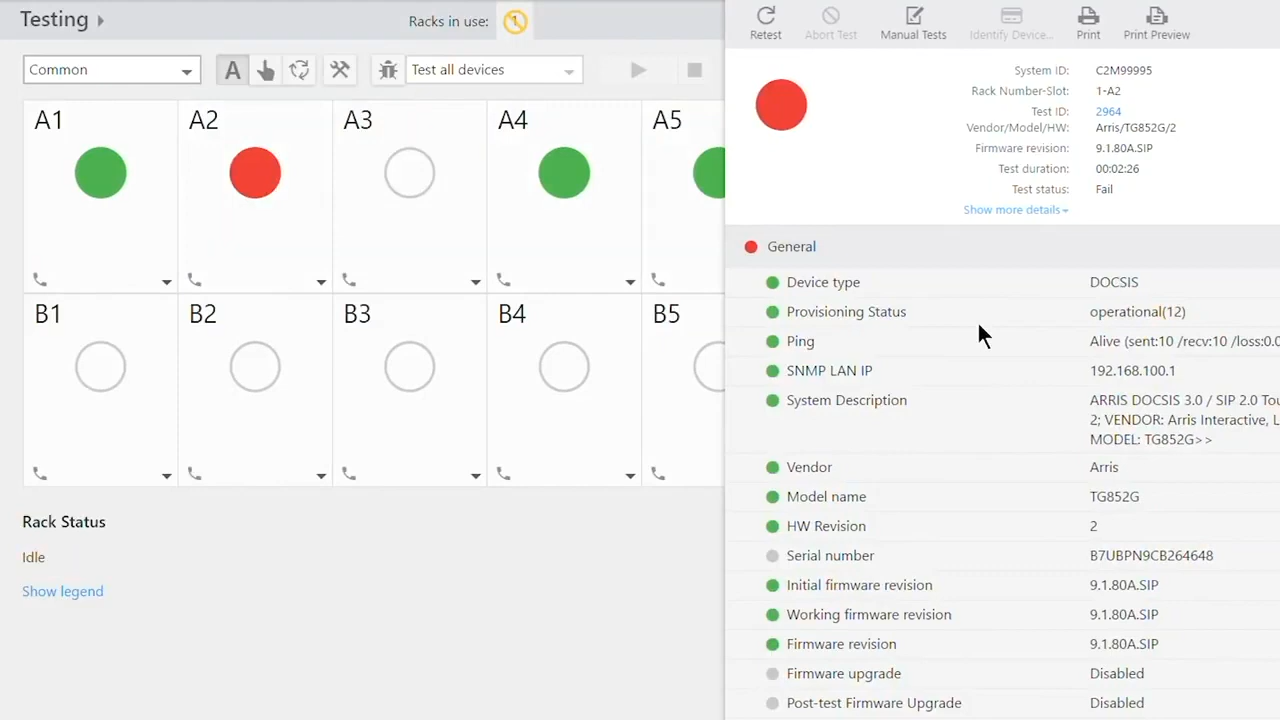 Testing
Racks in use: 1
Common
A
Test all devices
A1
A2
A3
A4
A5
B1
B2
B3
B4
B5
Rack Status
Idle
Show legend
Retest
Abort Test
Manual Tests
Identify Device...
Print
Print Preview
System ID: C2M99995
Rack Number-Slot: 1-A2
Test ID: 2964
Vendor/Model/HW: Arris/TG852G/2
Firmware revision: 9.1.80A.SIP
Test duration: 00:02:26
Test status: Fail
Show more details
General
Device type DOCSIS
Provisioning Status operational(12)
Ping Alive (sent:10 /recv:10 /loss:0.0
SNMP LAN IP 192.168.100.1
System Description ARRIS DOCSIS 3.0 / SIP 2.0 Tou
2; VENDOR: Arris Interactive, L
MODEL: TG852G>>
Vendor Arris
Model name TG852G
HW Revision 2
Serial number B7UBPN9CB264648
Initial firmware revision 9.1.80A.SIP
Working firmware revision 9.1.80A.SIP
Firmware revision 9.1.80A.SIP
Firmware upgrade Disabled
Post-test Firmware Upgrade Disabled